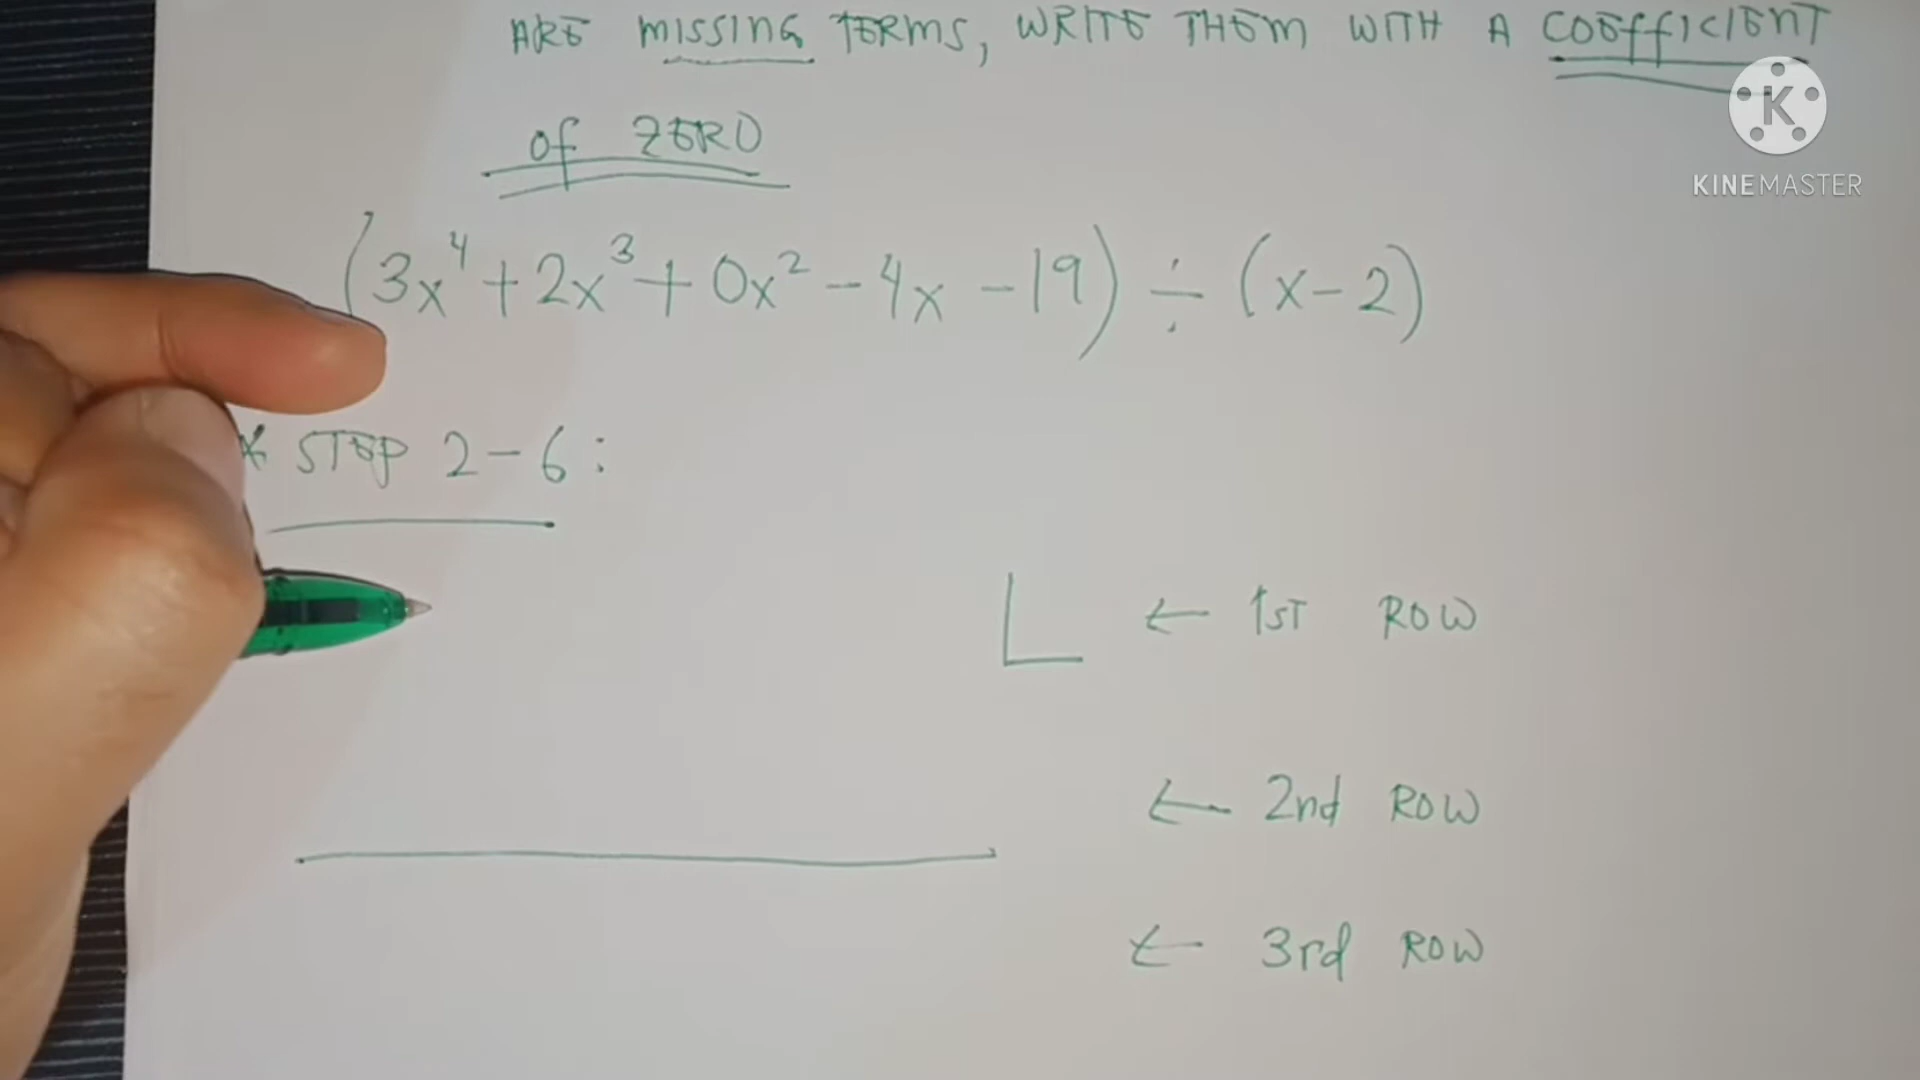 ARE MISSING TERMS, WRITE THEM WITH A COEFFICIENT
OF ZERO
K
KINEMASTER
(3x⁴ + 2x³ + 0x² - 4x - 19) ÷ (x - 2)
* STEP 2-6:
← 1ST ROW
← 2nd ROW
← 3rd ROW